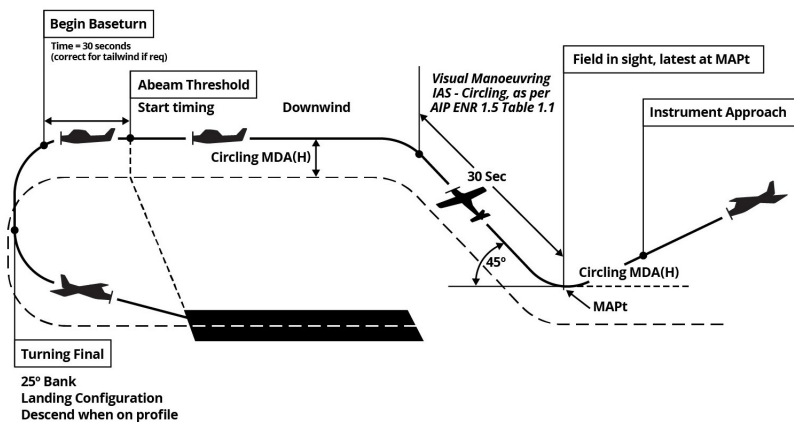 Begin Baseturn
Time = 30 seconds
(correct for tailwind if req)
Abeam Threshold
Start timing
Downwind
Circling MDA(H)
Visual Manoeuvring
IAS - Circling, as per
AIP ENR 1.5 Table 1.1
Field in sight, latest at MAPt
Instrument Approach
30 Sec
45º
Circling MDA(H)
MAPt
Turning Final
25º Bank
Landing Configuration
Descend when on profile